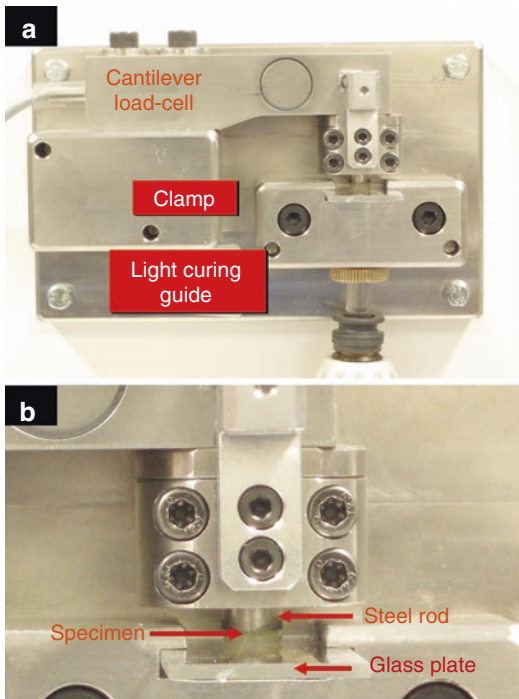 a
Cantilever
load-cell
Clamp
Light curing
guide
b
Steel rod
Specimen
Glass plate